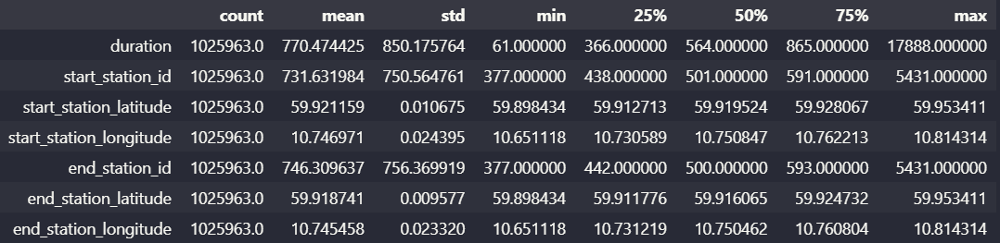 count mean std min 25% 50% 75% max
duration 1025963.0 770.474425 850.175764 61.000000 366.000000 564.000000 865.000000 17888.000000
start_station_id 1025963.0 731.631984 750.564761 377.000000 438.000000 501.000000 591.000000 5431.000000
start_station_latitude 1025963.0 59.921159 0.010675 59.898434 59.912713 59.919524 59.928067 59.953411
start_station_longitude 1025963.0 10.746971 0.024395 10.651118 10.730589 10.750847 10.762213 10.814314
end_station_id 1025963.0 746.309637 756.369919 377.000000 442.000000 500.000000 593.000000 5431.000000
end_station_latitude 1025963.0 59.918741 0.009577 59.898434 59.911776 59.916065 59.924732 59.953411
end_station_longitude 1025963.0 10.745458 0.023320 10.651118 10.731219 10.750462 10.760804 10.814314